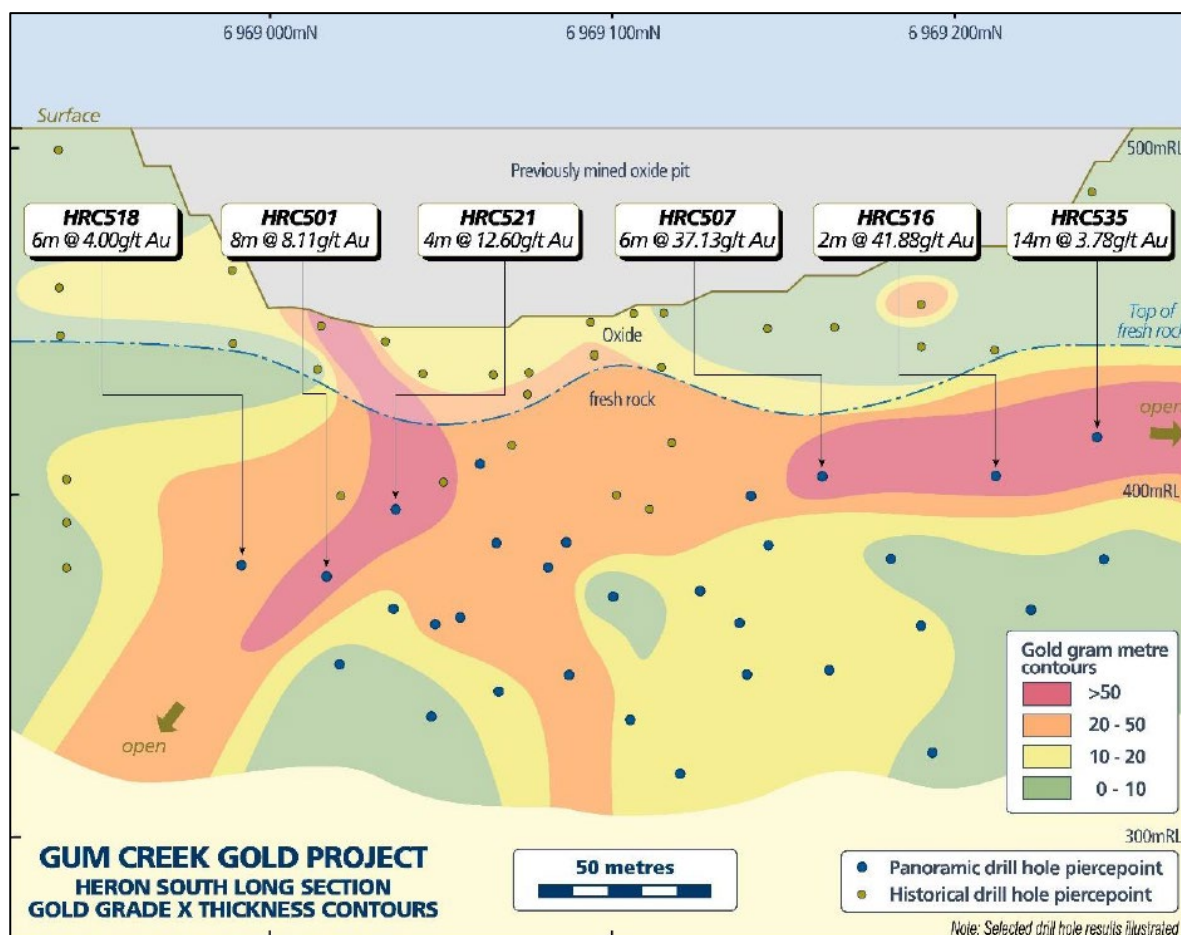 6 969 000mN
6 969 100mN
6 969 200mN
Surface
500mRL
Previously mined oxide pit
HRC518
6m @ 4.00g/t Au
HRC501
8m @ 8.11g/t Au
HRC521
4m @ 12.60g/t Au
HRC507
6m @ 37.13g/t Au
HRC516
2m @ 41.88g/t Au
HRC535
14m @ 3.78g/t Au
Oxide
Top of
fresh rock
fresh rock
open
400mRL
open
Gold gram metre
contours
>50
20 - 50
10 - 20
0 - 10
300mRL
GUM CREEK GOLD PROJECT
HERON SOUTH LONG SECTION
GOLD GRADE X THICKNESS CONTOURS
50 metres
Panoramic drill hole piercepoint
Historical drill hole piercepoint
Note: Selected drill hole results illustrated